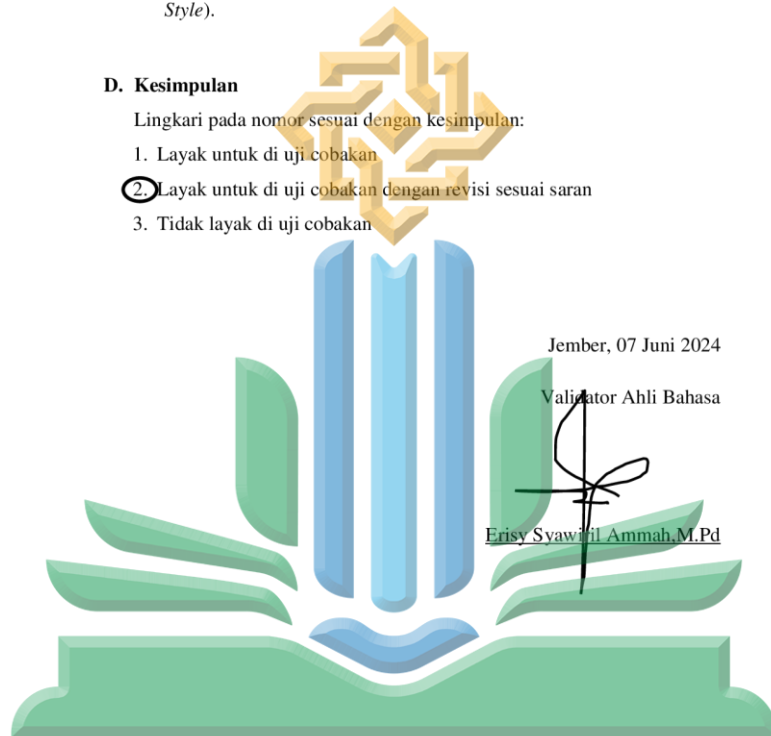 Style).
D. Kesimpulan
Lingkari pada nomor sesuai dengan kesimpulan:
1. Layak untuk di uji cobakan
2. Layak untuk di uji cobakan dengan revisi sesuai saran
3. Tidak layak di uji cobakan
Jember, 07 Juni 2024
Validator Ahli Bahasa
Erisy Syawiril Ammah,M.Pd